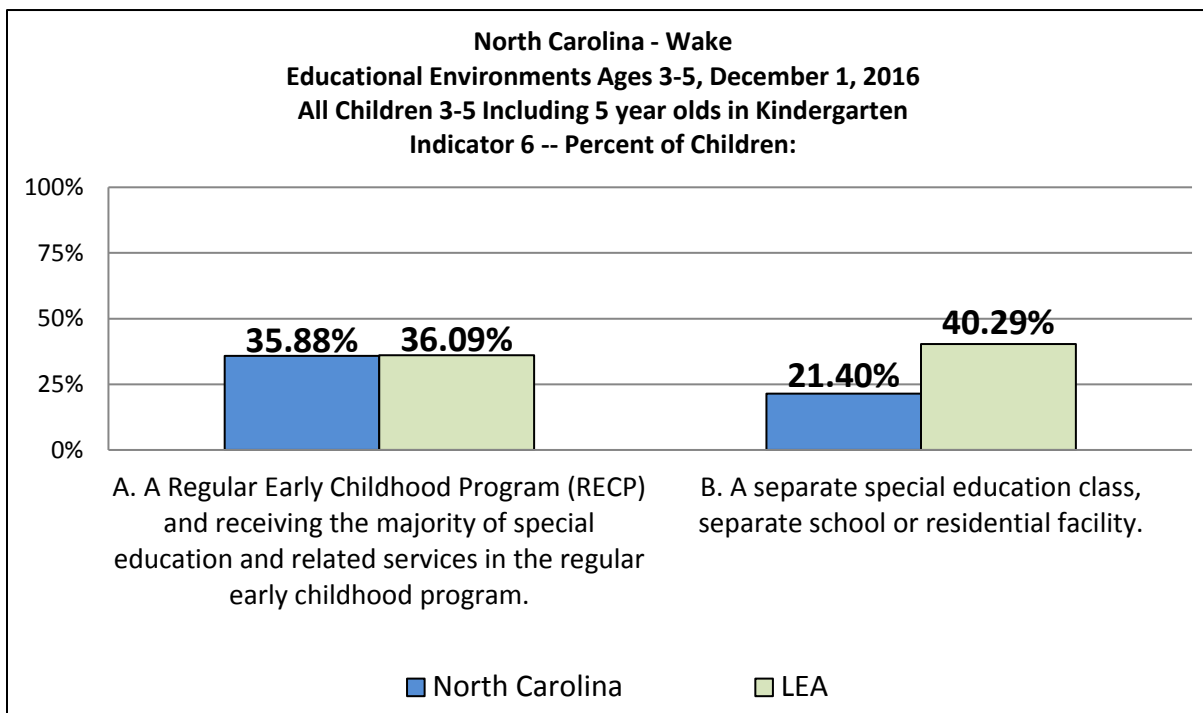 North Carolina - Wake
Educational Environments Ages 3-5, December 1, 2016
All Children 3-5 Including 5 year olds in Kindergarten
Indicator 6 -- Percent of Children:
100%
75%
50%
25%
0%
35.88%
36.09%
21.40%
40.29%
A. A Regular Early Childhood Program (RECP)
and receiving the majority of special
education and related services in the regular
early childhood program.
B. A separate special education class,
separate school or residential facility.
North Carolina
LEA